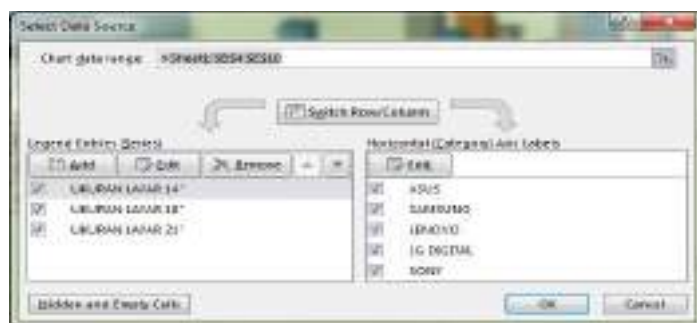 Select Data Source
Chart data range:
Switch Row/Column
Legend Entries (Series)
Horizontal (Category) Axis Labels
Add Edit Remove
Edit
UKURAN LAYAR 14"
ASUS
UKURAN LAYAR 18"
SAMSUNG
UKURAN LAYAR 21"
LENOVO
LG DIGITAL
SONY
Hidden and Empty Cells
OK Cancel